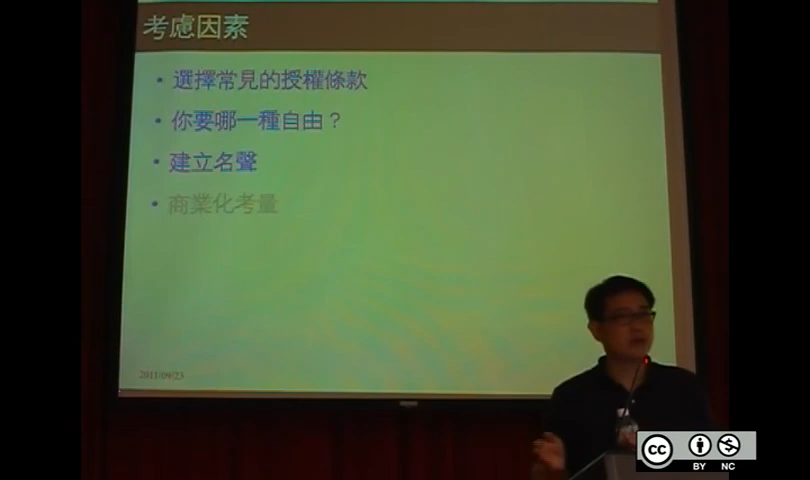 考慮因素
• 選擇常見的授權條款
• 你要哪一種自由？
• 建立名聲
• 商業化考量
2011/09/23
cc
BY NC